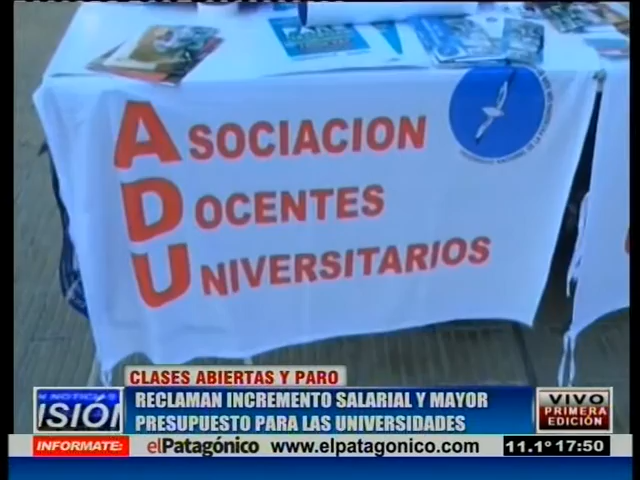 ASOCIACION
DOCENTES
UNIVERSITARIOS
CLASES ABIERTAS Y PARO
RECLAMAN INCREMENTO SALARIAL Y MAYOR
PRESUPUESTO PARA LAS UNIVERSIDADES
VIVO
PRIMERA
EDICIÓN
INFORMATE: elPatagónico www.elpatagonico.com 11.1° 17:50